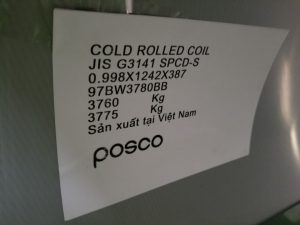 COLD ROLLED COIL
JIS G3141 SPCD-S
0.998X1242X387
97BW3780BB
3760 Kg
3775 Kg
Sản xuất tại Việt Nam
posco